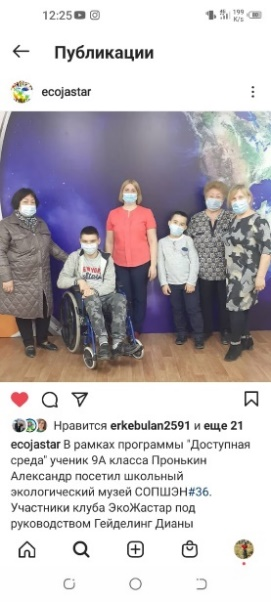 12:25
199
K/s
Публикации
ecojastar
Нравится erkebulan2591 и еще 21
ecojastar В рамках программы "Доступная
среда" ученик 9А класса Пронькин
Александр посетил школьный
экологический музей СОПШЭН#36.
Участники клуба ЭкоЖастар под
руководством Гейделинг Дианы